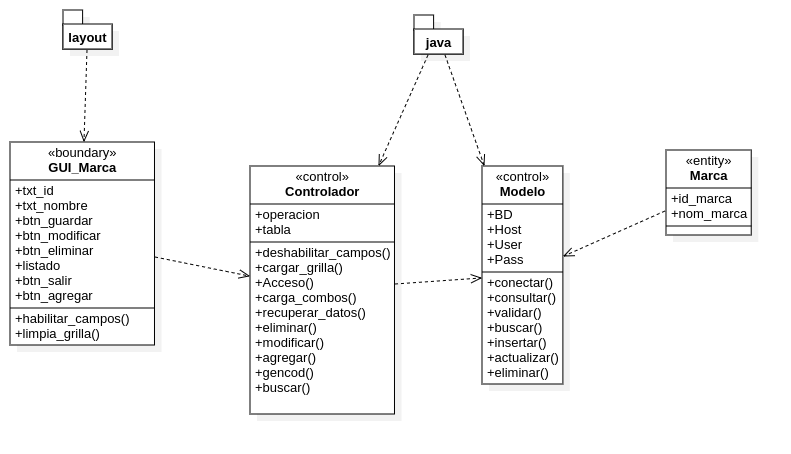 layout
java
«boundary»
GUI_Marca
+txt_id
+txt_nombre
+btn_guardar
+btn_modificar
+btn_eliminar
+listado
+btn_salir
+btn_agregar
+habilitar_campos()
+limpia_grilla()
«control»
Controlador
+operacion
+tabla
+deshabilitar_campos()
+cargar_grilla()
+Acceso()
+carga_combos()
+recuperar_datos()
+eliminar()
+modificar()
+agregar()
+gencod()
+buscar()
«control»
Modelo
+BD
+Host
+User
+Pass
+conectar()
+consultar()
+validar()
+buscar()
+insertar()
+actualizar()
+eliminar()
«entity»
Marca
+id_marca
+nom_marca